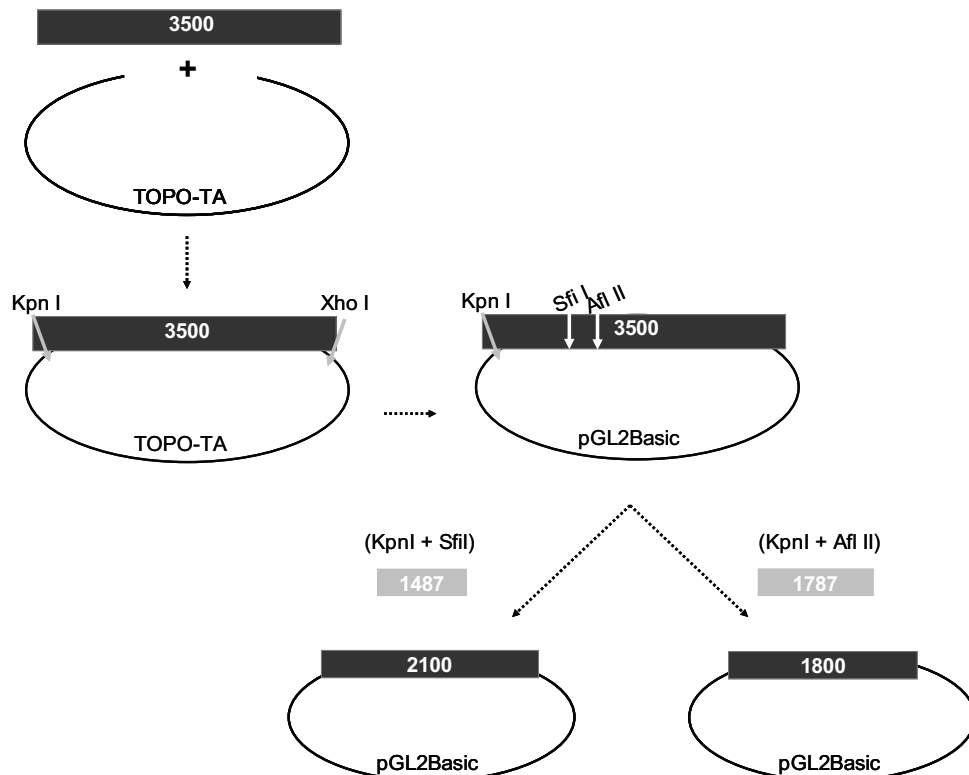 3500
+
TOPO-TA
Kpn I
Xho I
3500
TOPO-TA
Kpn I
Sfi I
Afl II
3500
pGL2Basic
(KpnI + SfiI)
1487
(KpnI + Afl II)
1787
2100
pGL2Basic
1800
pGL2Basic